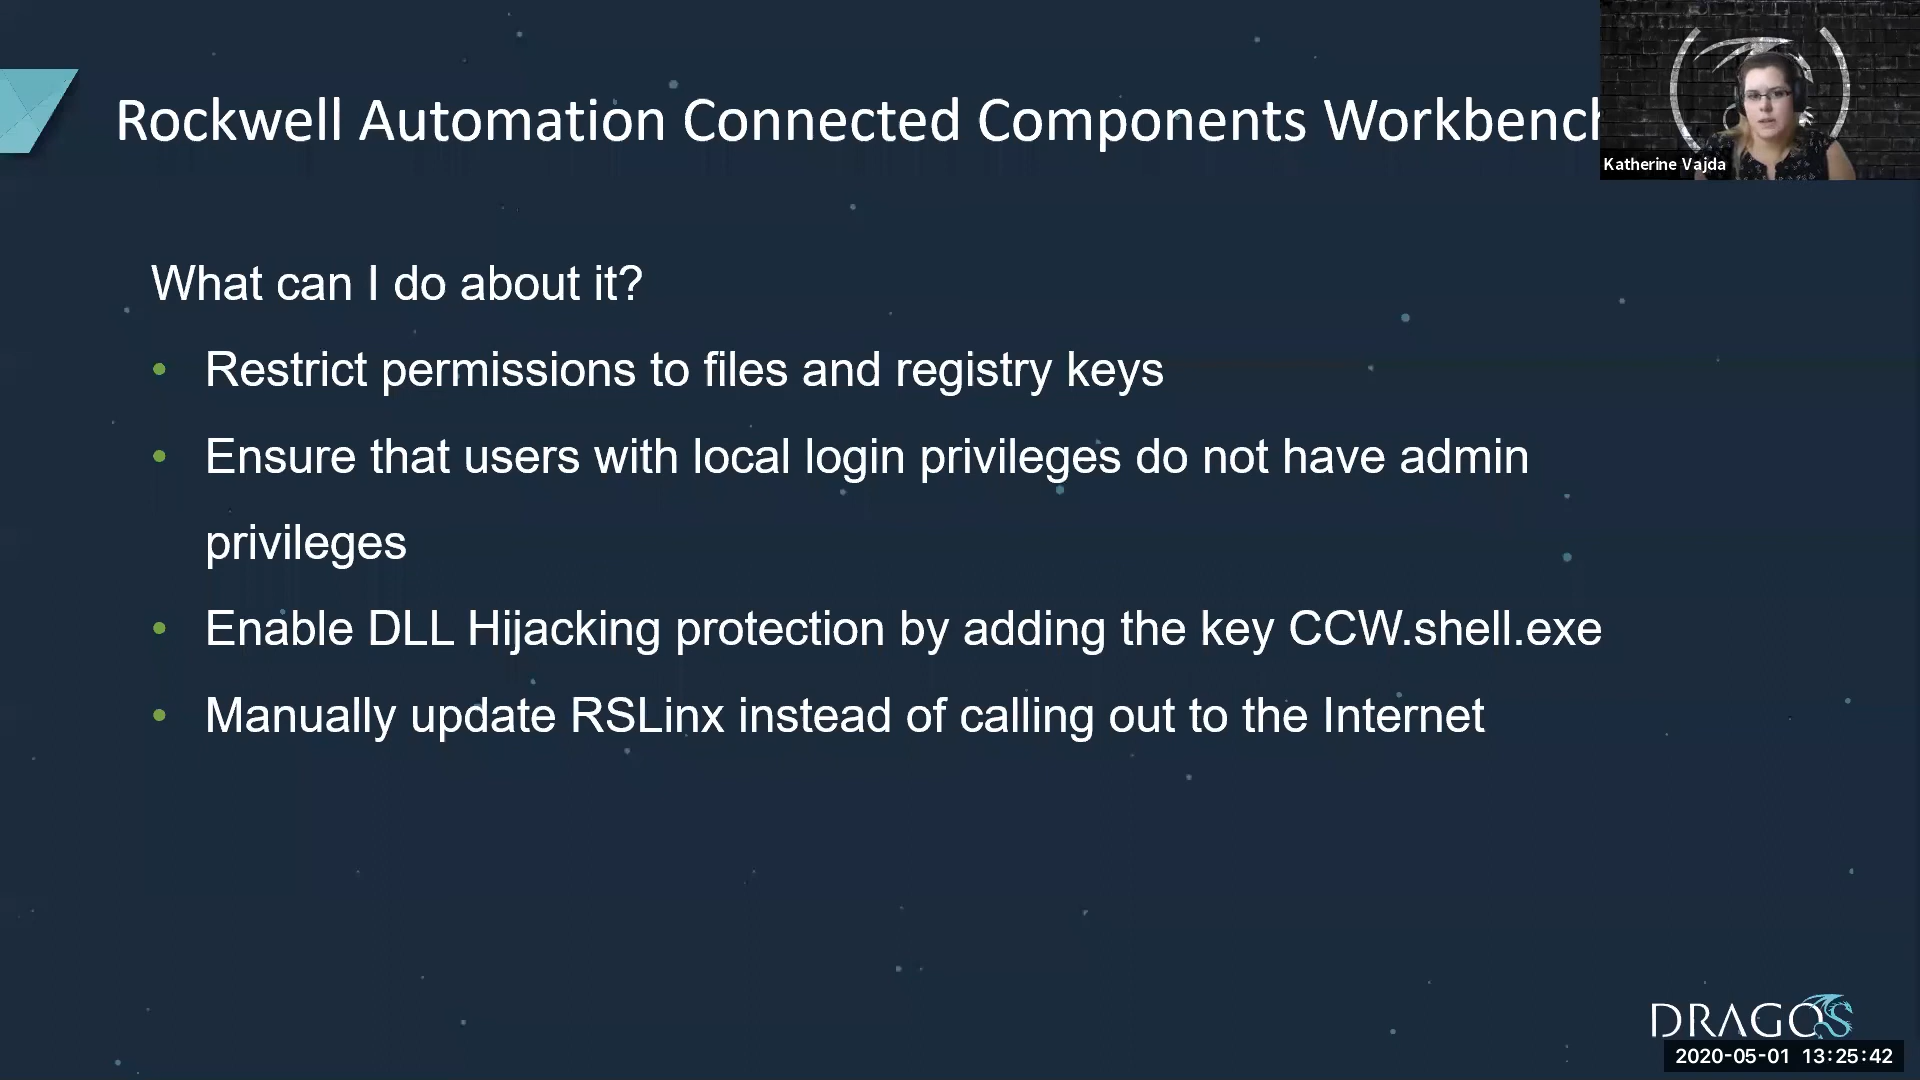 Rockwell Automation Connected Components Workbench
Katherine Vajda
What can I do about it?
• Restrict permissions to files and registry keys
• Ensure that users with local login privileges do not have admin
privileges
• Enable DLL Hijacking protection by adding the key CCW.shell.exe
• Manually update RSLinx instead of calling out to the Internet
DRAGOS
2020-05-01 13:25:42